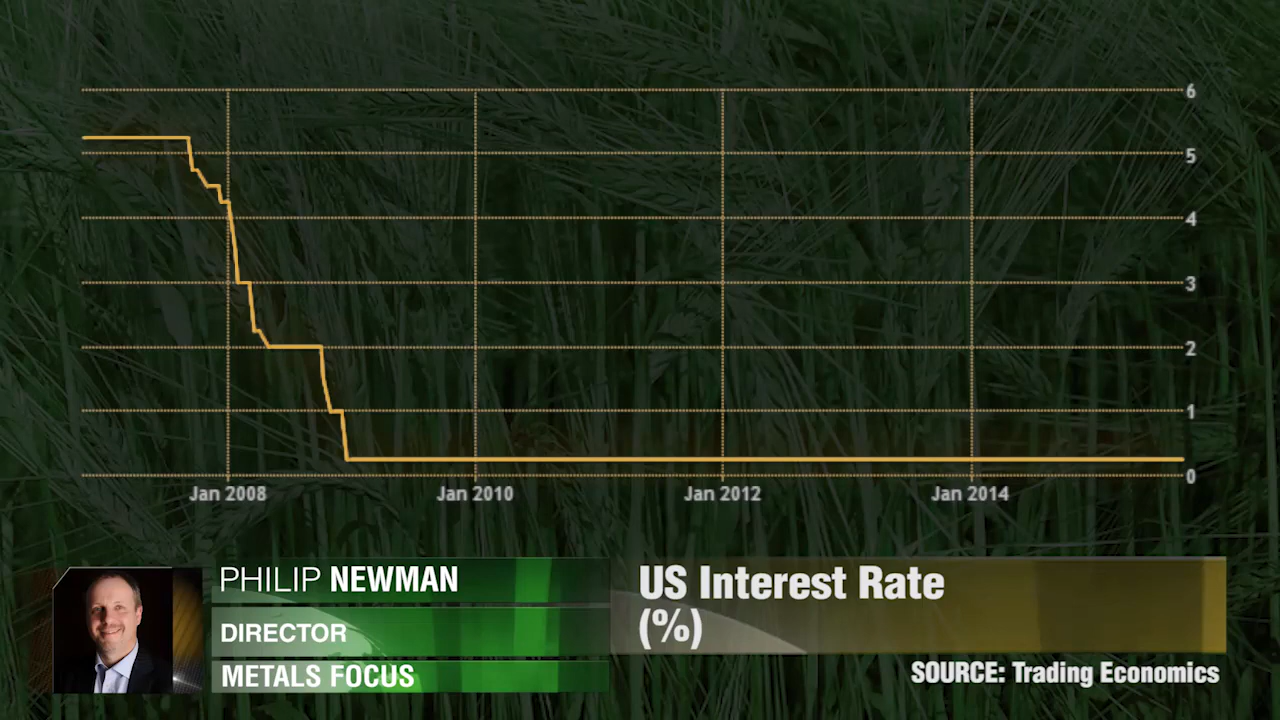 6
5
4
3
2
1
0
Jan 2008 Jan 2010 Jan 2012 Jan 2014
PHILIP NEWMAN
DIRECTOR
METALS FOCUS
US Interest Rate
(%)
SOURCE: Trading Economics